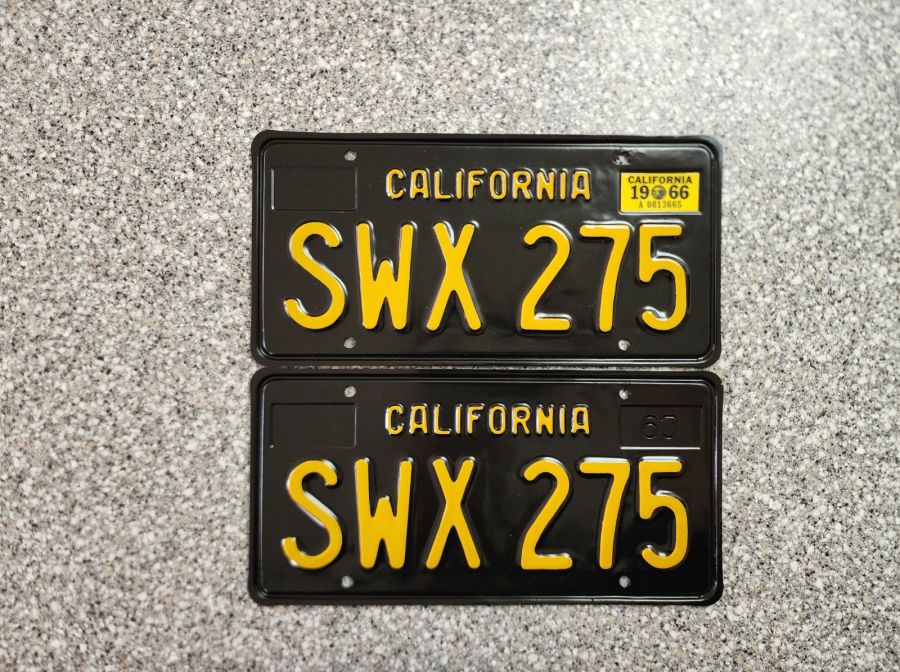 CALIFORNIA
CALIFORNIA
19 66
A 0013665
SWX 275
CALIFORNIA
63
SWX 275